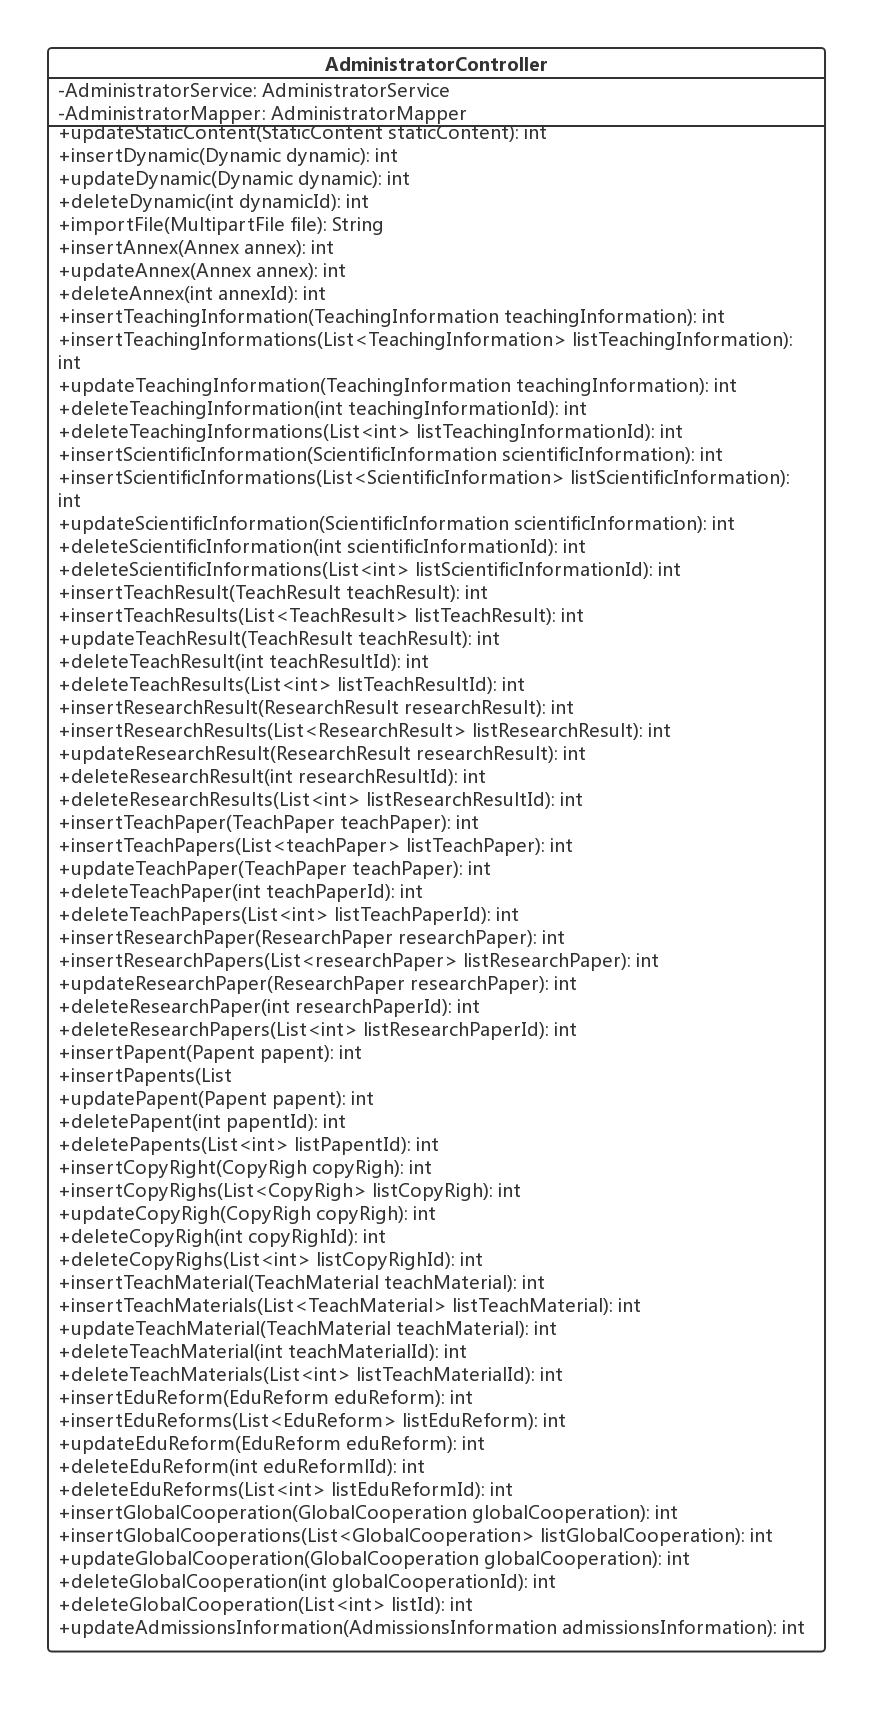 AdministratorController
-AdministratorService: AdministratorService
-AdministratorMapper: AdministratorMapper
+updateStaticContent(StaticContent staticContent): int
+insertDynamic(Dynamic dynamic): int
+updateDynamic(Dynamic dynamic): int
+deleteDynamic(int dynamicId): int
+importFile(MultipartFile file): String
+insertAnnex(Annex annex): int
+updateAnnex(Annex annex): int
+deleteAnnex(int annexId): int
+insertTeachingInformation(TeachingInformation teachingInformation): int
+insertTeachingInformations(List<TeachingInformation> listTeachingInformation):
int
+updateTeachingInformation(TeachingInformation teachingInformation): int
+deleteTeachingInformation(int teachingInformationId): int
+deleteTeachingInformations(List<int> listTeachingInformationId): int
+insertScientificInformation(ScientificInformation scientificInformation): int
+insertScientificInformations(List<ScientificInformation> listScientificInformation):
int
+updateScientificInformation(ScientificInformation scientificInformation): int
+deleteScientificInformation(int scientificInformationId): int
+deleteScientificInformations(List<int> listScientificInformationId): int
+insertTeachResult(TeachResult teachResult): int
+insertTeachResults(List<TeachResult> listTeachResult): int
+updateTeachResult(TeachResult teachResult): int
+deleteTeachResult(int teachResultId): int
+deleteTeachResults(List<int> listTeachResultId): int
+insertResearchResult(ResearchResult researchResult): int
+insertResearchResults(List<ResearchResult> listResearchResult): int
+updateResearchResult(ResearchResult researchResult): int
+deleteResearchResult(int researchResultId): int
+deleteResearchResults(List<int> listResearchResultId): int
+insertTeachPaper(TeachPaper teachPaper): int
+insertTeachPapers(List<teachPaper> listTeachPaper): int
+updateTeachPaper(TeachPaper teachPaper): int
+deleteTeachPaper(int teachPaperId): int
+deleteTeachPapers(List<int> listTeachPaperId): int
+insertResearchPaper(ResearchPaper researchPaper): int
+insertResearchPapers(List<researchPaper> listResearchPaper): int
+updateResearchPaper(ResearchPaper researchPaper): int
+deleteResearchPaper(int researchPaperId): int
+deleteResearchPapers(List<int> listResearchPaperId): int
+insertPapent(Papent papent): int
+insertPapents(List
+updatePapent(Papent papent): int
+deletePapent(int papentId): int
+deletePapents(List<int> listPapentId): int
+insertCopyRight(CopyRigh copyRigh): int
+insertCopyRighs(List<CopyRigh> listCopyRigh): int
+updateCopyRigh(CopyRigh copyRigh): int
+deleteCopyRigh(int copyRighId): int
+deleteCopyRighs(List<int> listCopyRighId): int
+insertTeachMaterial(TeachMaterial teachMaterial): int
+insertTeachMaterials(List<TeachMaterial> listTeachMaterial): int
+updateTeachMaterial(TeachMaterial teachMaterial): int
+deleteTeachMaterial(int teachMaterialId): int
+deleteTeachMaterials(List<int> listTeachMaterialId): int
+insertEduReform(EduReform eduReform): int
+insertEduReforms(List<EduReform> listEduReform): int
+updateEduReform(EduReform eduReform): int
+deleteEduReform(int eduReformlId): int
+deleteEduReforms(List<int> listEduReformId): int
+insertGlobalCooperation(GlobalCooperation globalCooperation): int
+insertGlobalCooperations(List<GlobalCooperation> listGlobalCooperation): int
+updateGlobalCooperation(GlobalCooperation globalCooperation): int
+deleteGlobalCooperation(int globalCooperationId): int
+deleteGlobalCooperation(List<int> listId): int
+updateAdmissionsInformation(AdmissionsInformation admissionsInformation): int